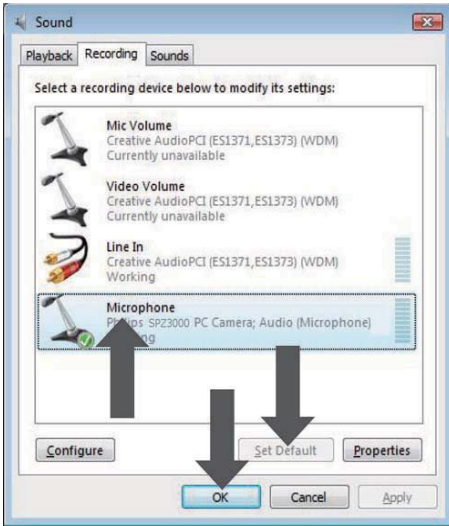 Sound
Playback Recording Sounds
Select a recording device below to modify its settings:
Mic Volume
Creative AudioPCI (ES1371,ES1373) (WDM)
Currently unavailable
Video Volume
Creative AudioPCI (ES1371,ES1373) (WDM)
Currently unavailable
Line In
Creative AudioPCI (ES1371,ES1373) (WDM)
Working
Microphone
SPZ3000 PC Camera; Audio (Microphone)
Configure Set Default Properties
OK Cancel Apply